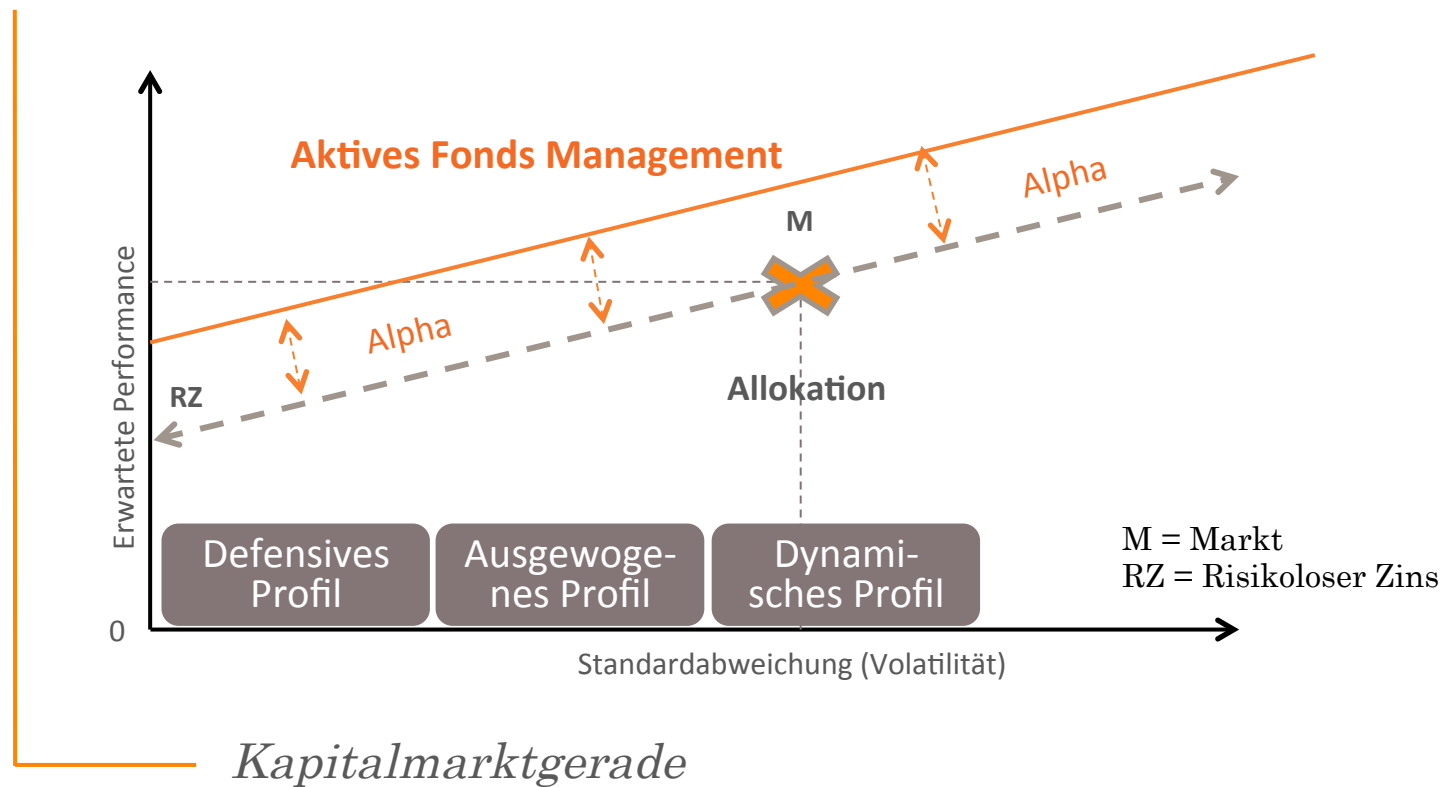 Aktives Fonds Management
Alpha
M
Erwartete Performance
Alpha
RZ
Allokation
Defensives
Profil
Ausgewoge-
nes Profil
Dynami-
sches Profil
M = Markt
RZ = Risikoloser Zins
0
Standardabweichung (Volatilität)
Kapitalmarktgerade